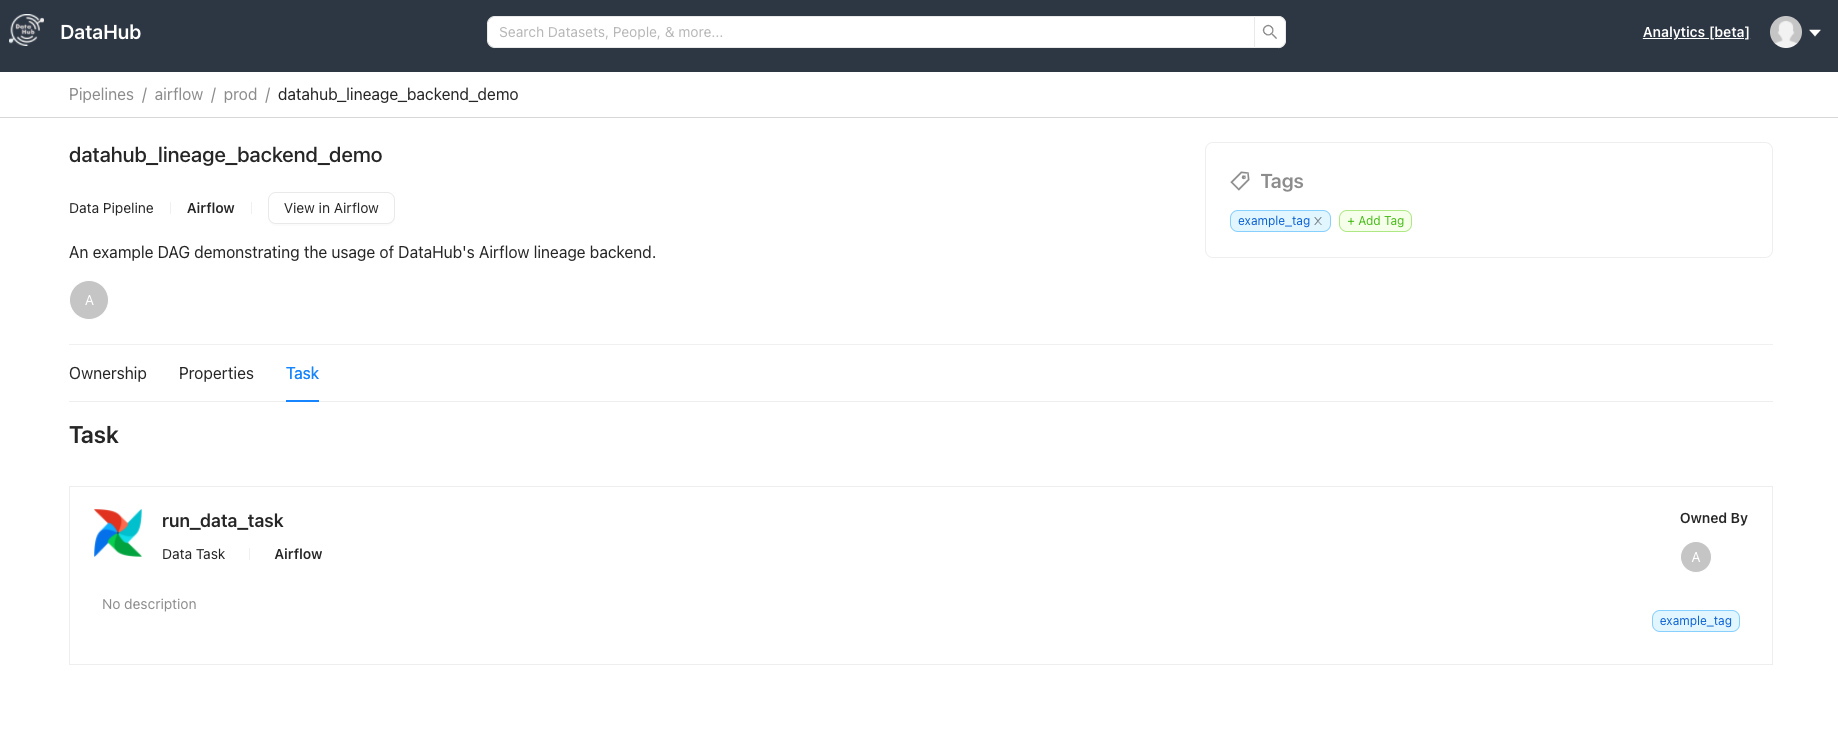 Data Hub
DataHub
Search Datasets, People, & more...
Analytics [beta]
Pipelines / airflow / prod / datahub_lineage_backend_demo
datahub_lineage_backend_demo
Tags
Data Pipeline Airflow View in Airflow
example_tag + Add Tag
An example DAG demonstrating the usage of DataHub's Airflow lineage backend.
A
Ownership Properties Task
Task
run_data_task
Owned By
Data Task Airflow
A
No description
example_tag